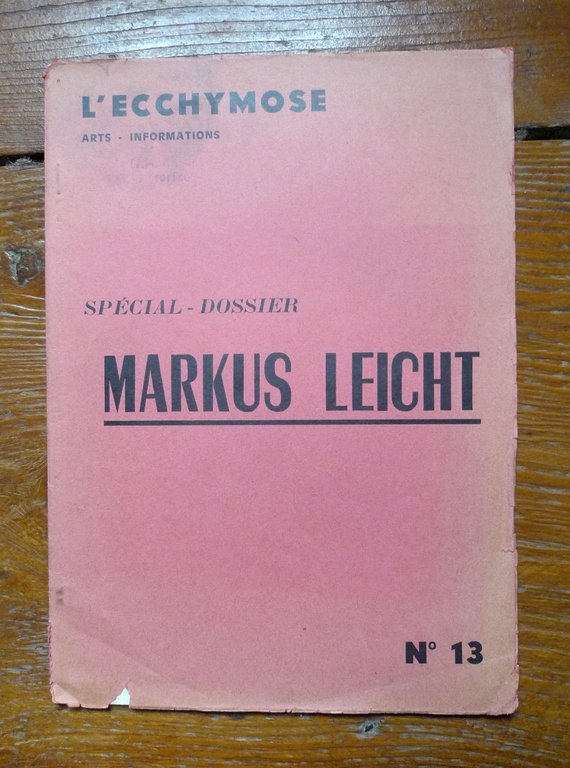 L'ECCHYMOSE
ARTS - INFORMATIONS
SPÉCIAL - DOSSIER
MARKUS LEICHT
N° 13